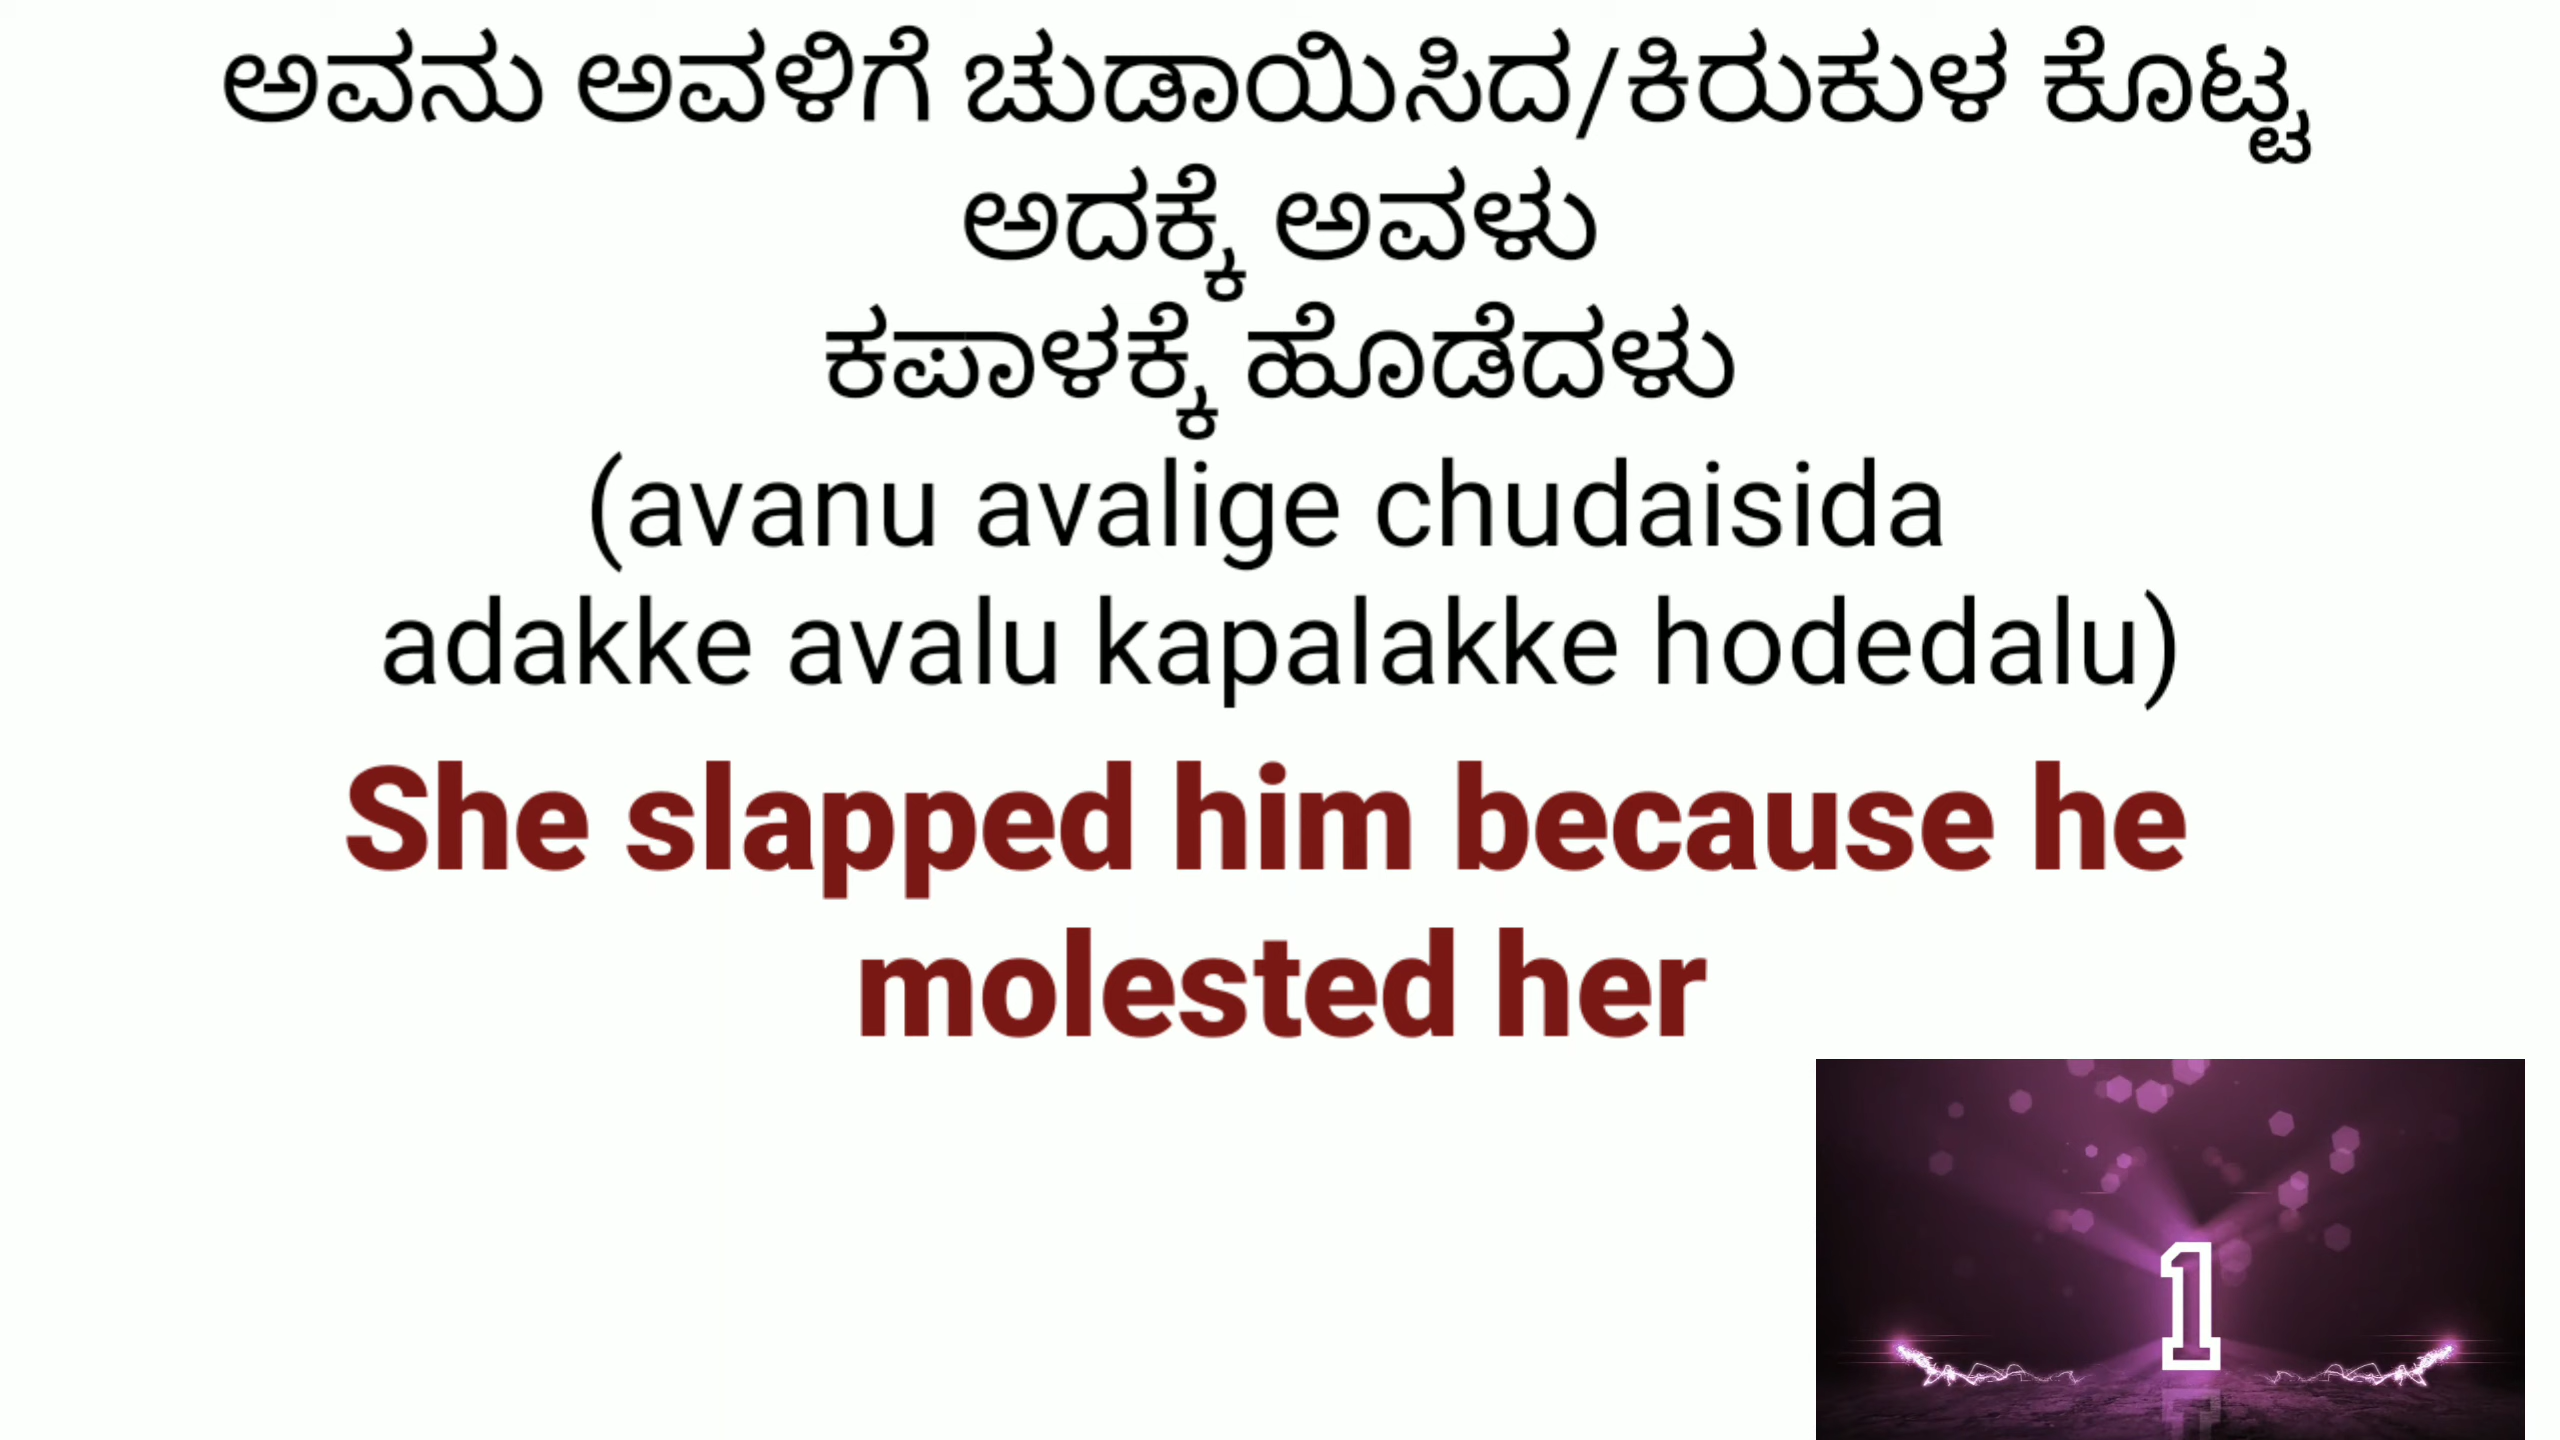 ಅವನು ಅವಳಿಗೆ ಚುಡಾಯಿಸಿದ/ಕಿರುಕುಳ ಕೊಟ್ಟ
ಅದಕ್ಕೆ ಅವಳು
ಕಪಾಳಕ್ಕೆ ಹೊಡೆದಳು
(avanu avalige chudaisida
adakke avalu kapalakke hodedalu)
She slapped him because he
molested her
1